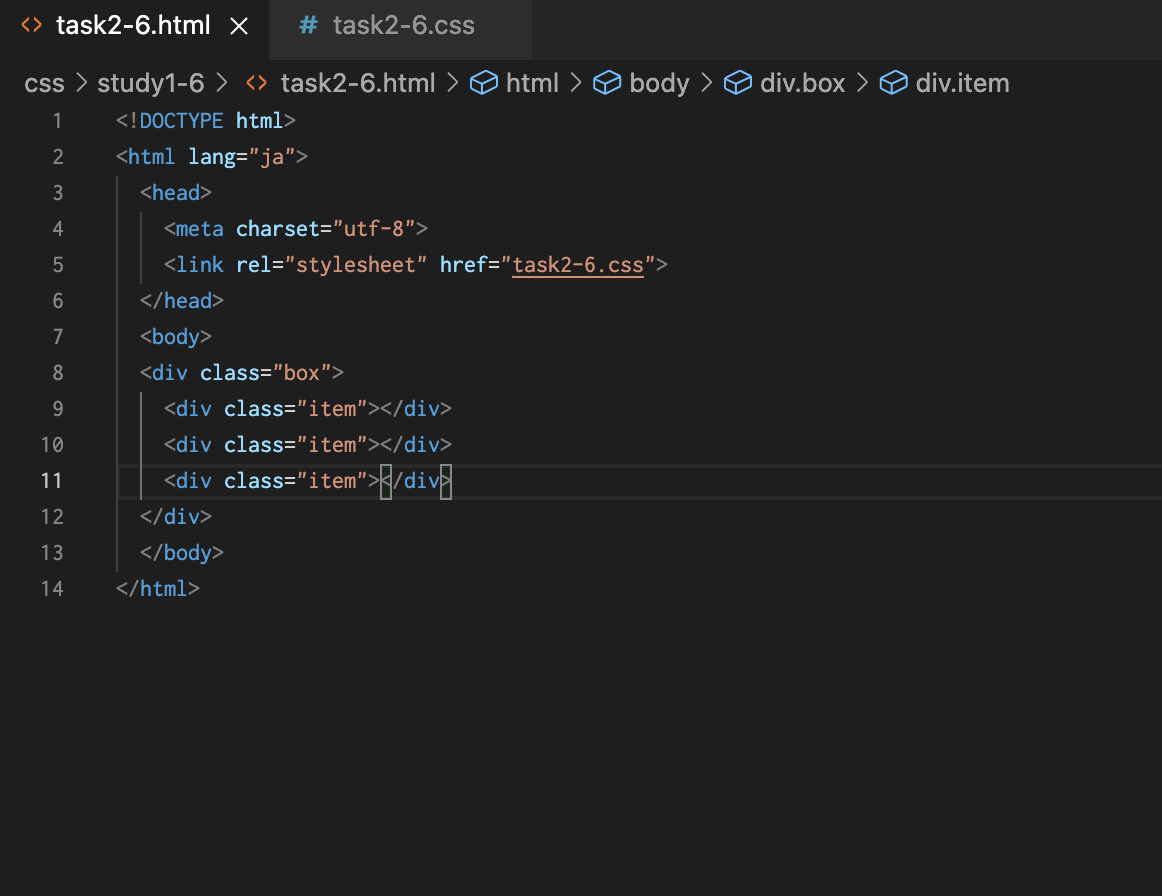 <> task2-6.html × # task2-6.css
css > study1-6 > <> task2-6.html > html > body > div.box > div.item
1 <!DOCTYPE html>
2 <html lang="ja">
3 <head>
4 <meta charset="utf-8">
5 <link rel="stylesheet" href="task2-6.css">
6 </head>
7 <body>
8 <div class="box">
9 <div class="item"></div>
10 <div class="item"></div>
11 <div class="item"></div>
12 </div>
13 </body>
14 </html>